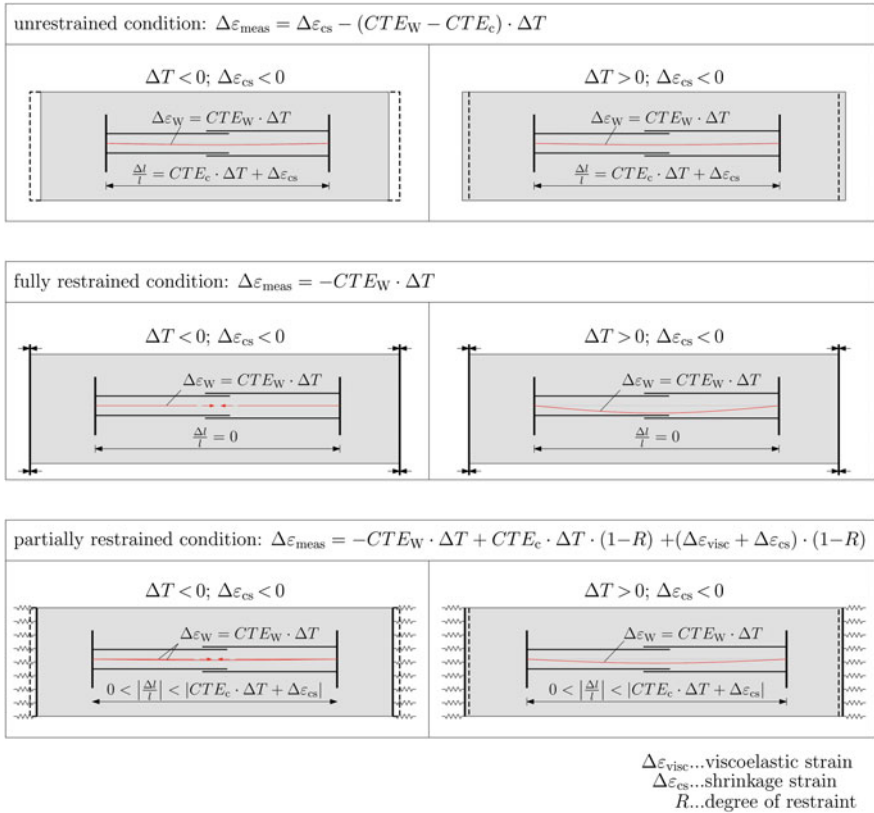 unrestrained condition: Δε_meas = Δε_cs − (CTE_W − CTE_c) · ΔT
ΔT < 0; Δε_cs < 0
Δε_W = CTE_W · ΔT
Δl/l = CTE_c · ΔT + Δε_cs
ΔT > 0; Δε_cs < 0
Δε_W = CTE_W · ΔT
Δl/l = CTE_c · ΔT + Δε_cs
fully restrained condition: Δε_meas = −CTE_W · ΔT
ΔT < 0; Δε_cs < 0
Δε_W = CTE_W · ΔT
Δl/l = 0
ΔT > 0; Δε_cs < 0
Δε_W = CTE_W · ΔT
Δl/l = 0
partially restrained condition: Δε_meas = −CTE_W · ΔT + CTE_c · ΔT · (1−R) +(Δε_visc + Δε_cs) · (1−R)
ΔT < 0; Δε_cs < 0
Δε_W = CTE_W · ΔT
0 < |Δl/l| < |CTE_c · ΔT + Δε_cs|
ΔT > 0; Δε_cs < 0
Δε_W = CTE_W · ΔT
0 < |Δl/l| < |CTE_c · ΔT + Δε_cs|
Δε_visc...viscoelastic strain
Δε_cs...shrinkage strain
R...degree of restraint